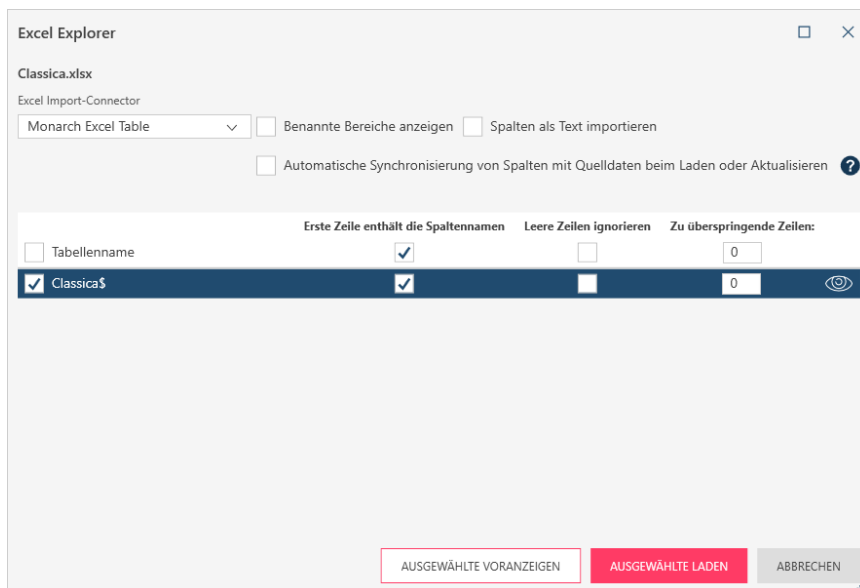 Excel Explorer
Classica.xlsx
Excel Import-Connector
Monarch Excel Table Benannte Bereiche anzeigen Spalten als Text importieren
Automatische Synchronisierung von Spalten mit Quelldaten beim Laden oder Aktualisieren ?
Erste Zeile enthält die Spaltennamen Leere Zeilen ignorieren Zu überspringende Zeilen:
Tabellenname 0
Classica$ 0
AUSGEWÄHLTE VORANZEIGEN AUSGEWÄHLTE LADEN ABBRECHEN